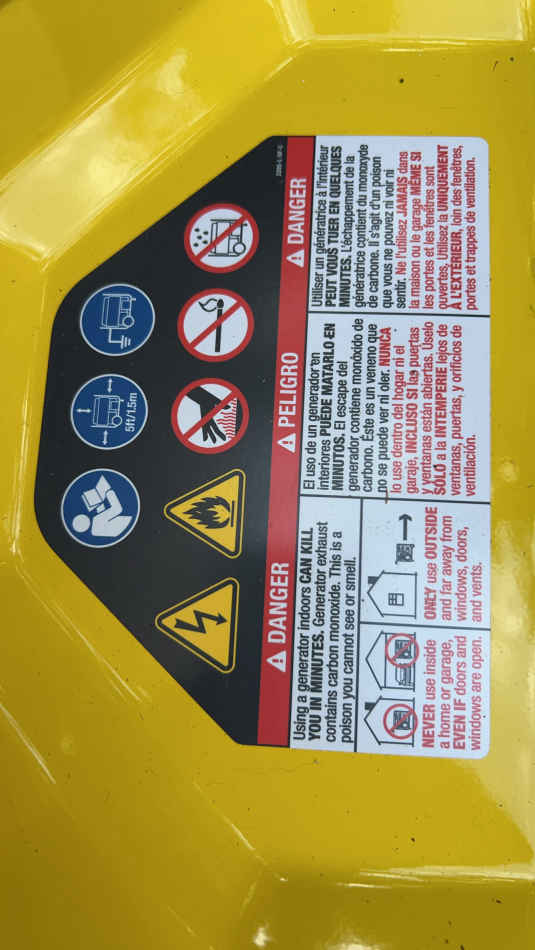 5ft/1.5m
DANGER
Using a generator indoors CAN KILL
YOU IN MINUTES. Generator exhaust
contains carbon monoxide. This is a
poison you cannot see or smell.
NEVER use inside
a home or garage,
EVEN IF doors and
windows are open.
ONLY use OUTSIDE
and far away from
windows, doors,
and vents.
PELIGRO
El uso de un generador en
interiores PUEDE MATARLO EN
MINUTOS. El escape del
generador contiene monóxido de
carbono. Éste es un veneno que
no se puede ver ni oler. NUNCA
lo use dentro del hogar ni el
garaje, INCLUSO SI las puertas
y ventanas están abiertas. Úselo
SÓLO a la INTEMPERIE lejos de
ventanas, puertas, y orificios de
ventilación.
DANGER
Utiliser un génératrice à l'intérieur
PEUT VOUS TUER EN QUELQUES
MINUTES. L'échappement de la
génératrice contient du monoxyde
de carbone. Il s'agit d'un poison
que vous ne pouvez ni voir ni
sentir. Ne l'utilisez JAMAIS dans
la maison ou le garage MÊME SI
les portes et les fenêtres sont
ouvertes. Utilisez la UNIQUEMENT
À L'EXTÉRIEUR, loin des fenêtres,
portes et trappes de ventilation.